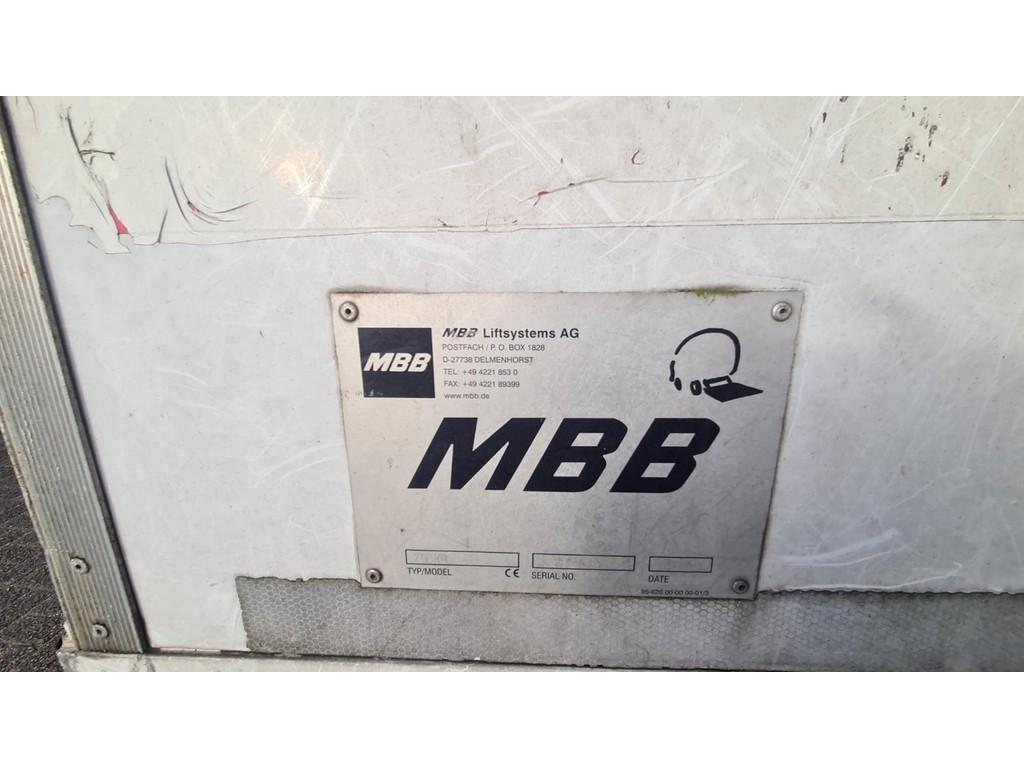 MBB
MBB Liftsystems AG
POSTFACH / P. O. BOX 1828
D-27738 DELMENHORST
TEL: +49 4221 853 0
FAX: +49 4221 89399
www.mbb.de
MBB
TYP/MODEL
CE
SERIAL NO.
DATE
95-620.00-00.00-01/3